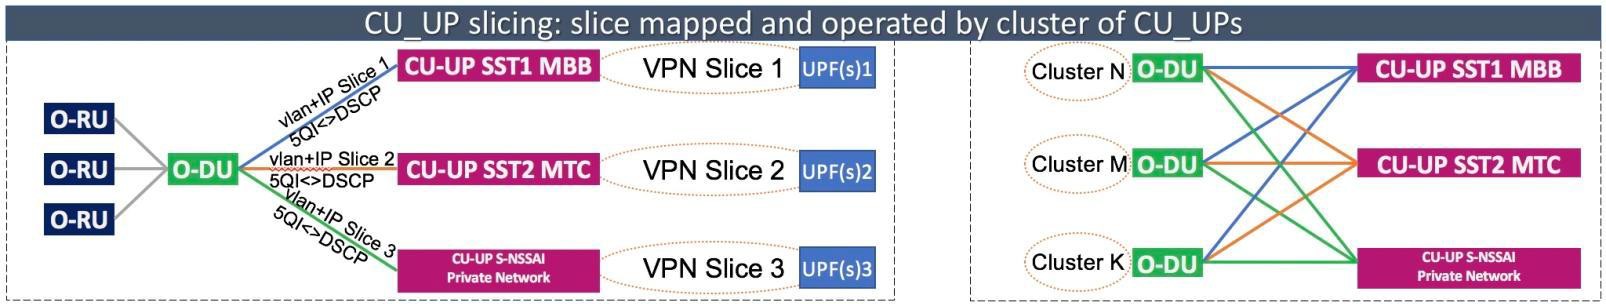 CU_UP slicing: slice mapped and operated by cluster of CU_UPs
O-RU
O-RU
O-RU
O-DU
vlan+IP Slice 1
5QI<>DSCP
vlan+IP Slice 2
5QI<>DSCP
vlan+IP Slice 3
5QI<>DSCP
CU-UP SST1 MBB
VPN Slice 1
UPF(s)1
CU-UP SST2 MTC
VPN Slice 2
UPF(s)2
CU-UP S-NSSAI
Private Network
VPN Slice 3
UPF(s)3
Cluster N
O-DU
CU-UP SST1 MBB
Cluster M
O-DU
CU-UP SST2 MTC
Cluster K
O-DU
CU-UP S-NSSAI
Private Network